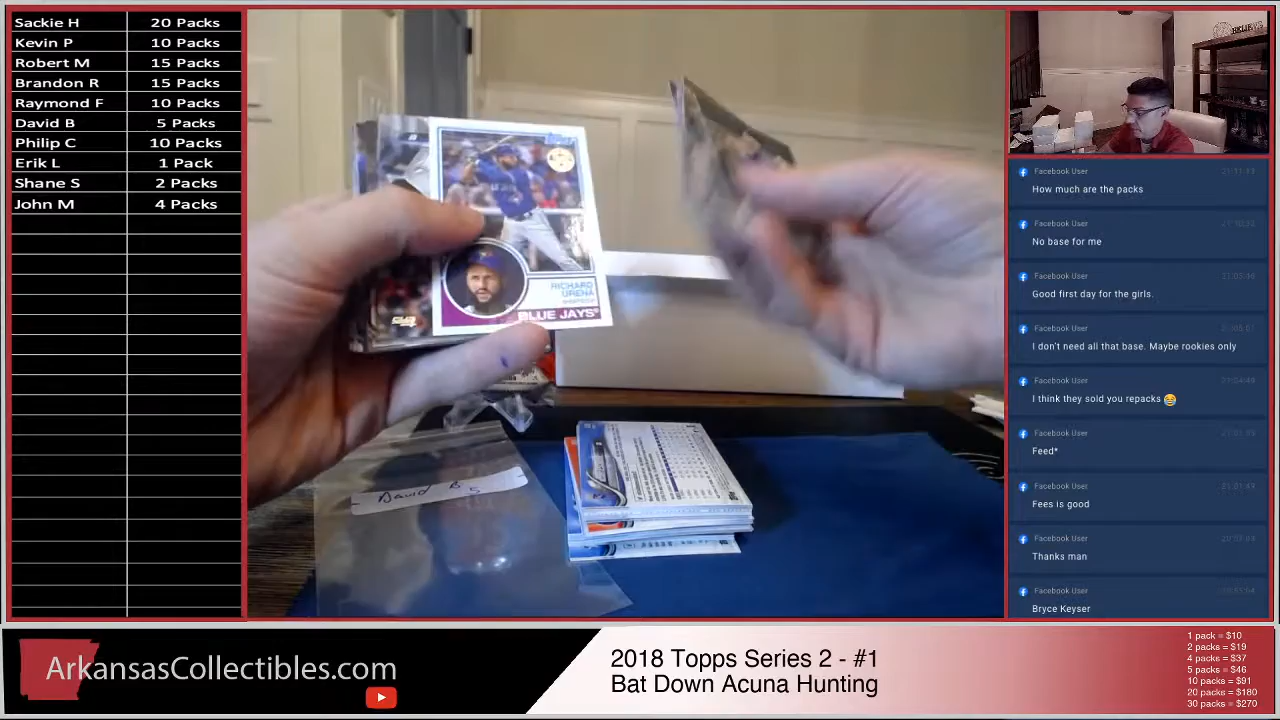 Sackie H 20 Packs
Kevin P 10 Packs
Robert M 15 Packs
Brandon R 15 Packs
Raymond F 10 Packs
David B 5 Packs
Philip C 10 Packs
Erik L 1 Pack
Shane S 2 Packs
John M 4 Packs
RICHARD
UREÑA
BLUE JAYS
David B
5
Facebook User
How much are the packs
Facebook User
No base for me
Facebook User
Good first day for the girls.
Facebook User
I don't need all that base. Maybe rookies only
Facebook User
I think they sold you repacks 😂
Facebook User
Feed*
Facebook User
Fees is good
Facebook User
Thanks man
Facebook User
Bryce Keyser
ArkansasCollectibles.com
2018 Topps Series 2 - #1
Bat Down Acuna Hunting
1 pack = $10
2 packs = $19
4 packs = $37
5 packs = $46
10 packs = $91
20 packs = $180
30 packs = $270